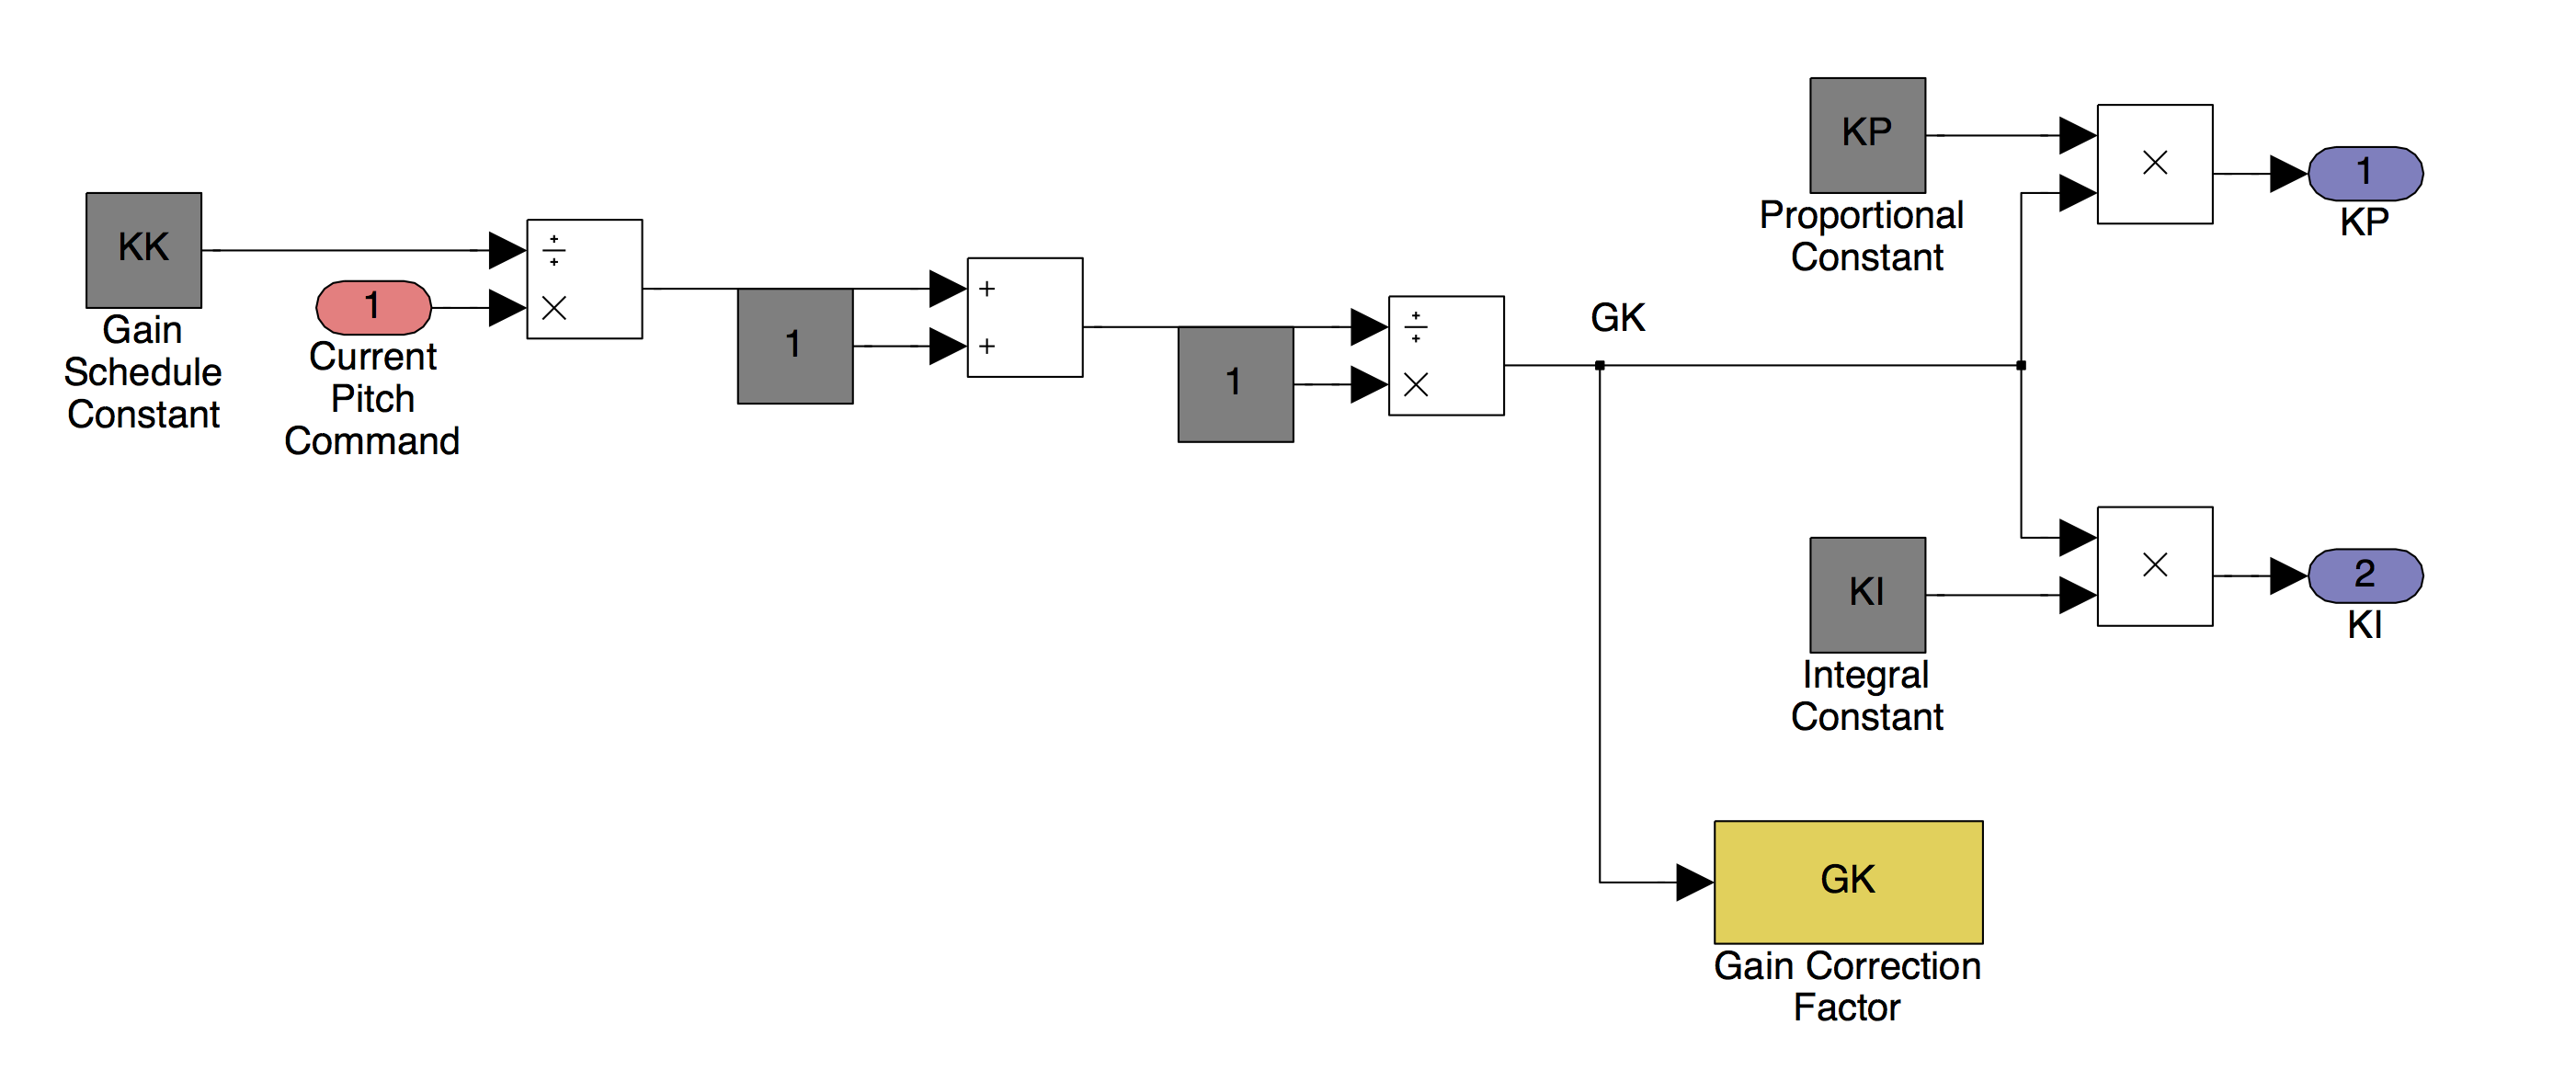 KK
Gain
Schedule
Constant
1
Current
Pitch
Command
÷
×
1
+
+
1
÷
×
GK
KP
Proportional
Constant
×
1
KP
KI
Integral
Constant
×
2
KI
GK
Gain Correction
Factor